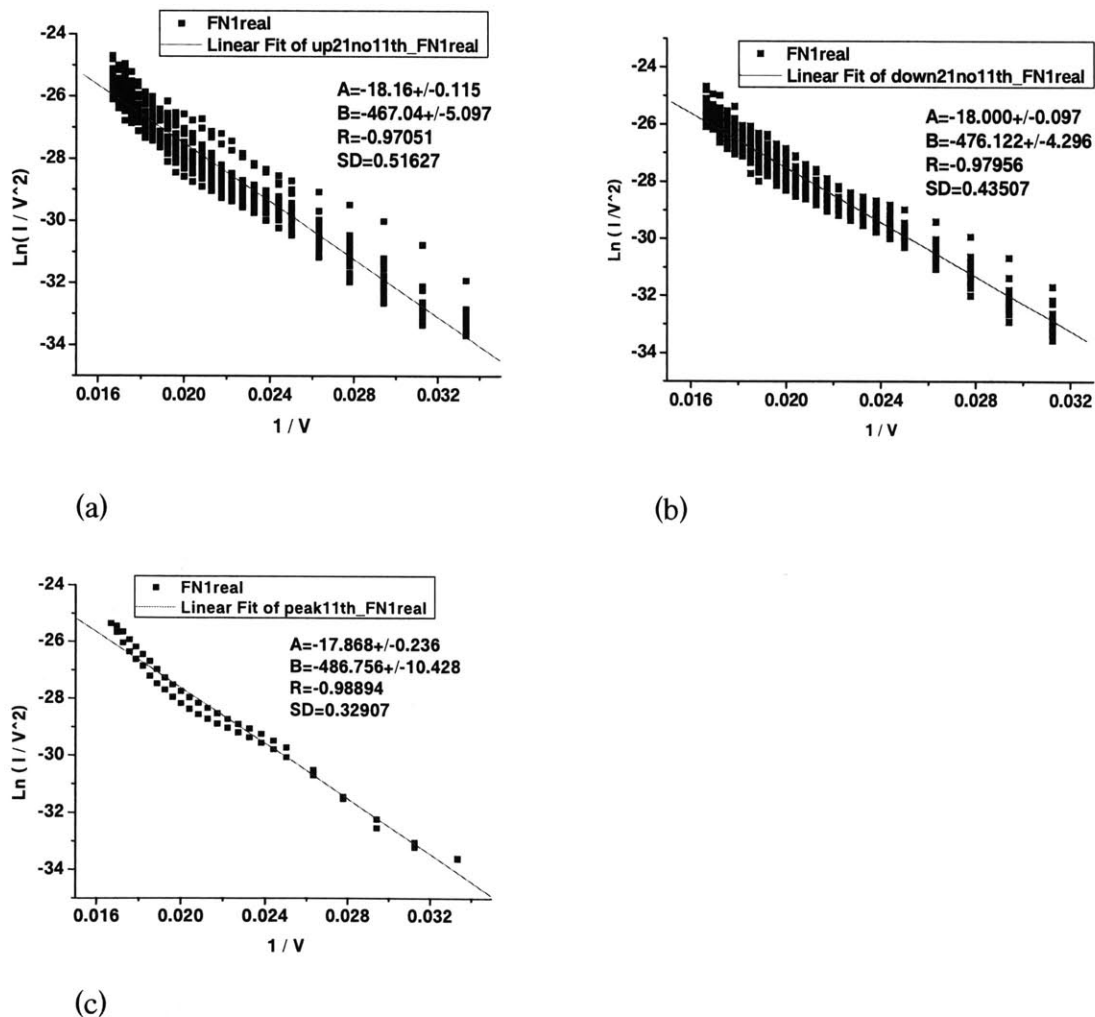 FN1real
Linear Fit of up21no11th_FN1real
A=-18.16+/-0.115
B=-467.04+/-5.097
R=-0.97051
SD=0.51627
-24
-26
-28
-30
-32
-34
Ln( I / V^2)
0.016 0.020 0.024 0.028 0.032
1 / V
(a)
FN1real
Linear Fit of down21no11th_FN1real
A=-18.000+/-0.097
B=-476.122+/-4.296
R=-0.97956
SD=0.43507
-24
-26
-28
-30
-32
-34
Ln ( I /V^2)
0.016 0.020 0.024 0.028 0.032
1 / V
(b)
FN1real
Linear Fit of peak11th_FN1real
A=-17.868+/-0.236
B=-486.756+/-10.428
R=-0.98894
SD=0.32907
-24
-26
-28
-30
-32
-34
Ln ( I / V^2)
0.016 0.020 0.024 0.028 0.032
1 / V
(c)